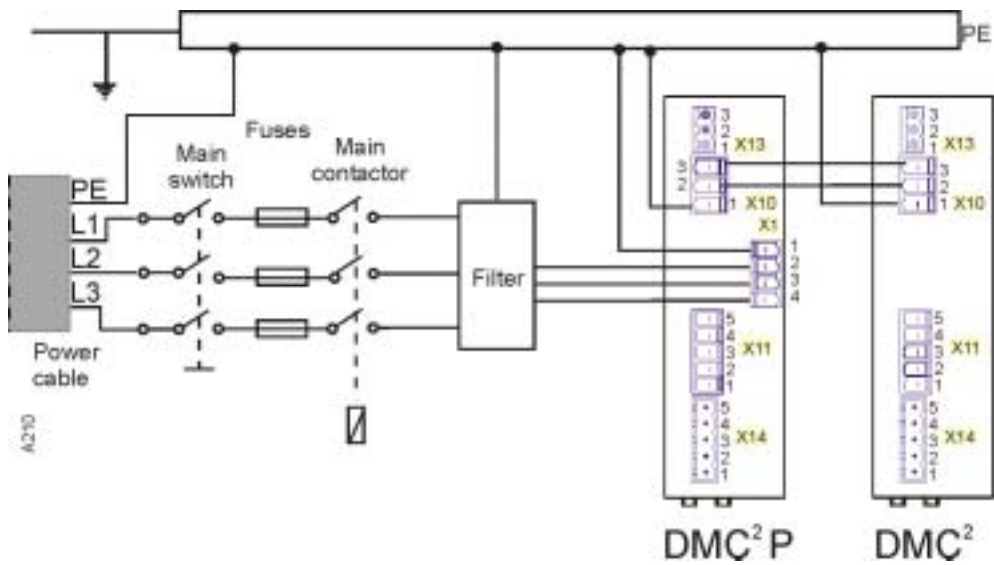 PE
Fuses
Main
switch
Main
contactor
PE
L1
L2
L3
Power
cable
A210
Filter
3
2
1
X13
3
2
1
X10
X1
1
2
3
4
5
4
3
2
1
X11
5
4
3
2
1
X14
DMC² P
3
2
1
X13
3
2
1
X10
5
4
3
2
1
X11
5
4
3
2
1
X14
DMC²